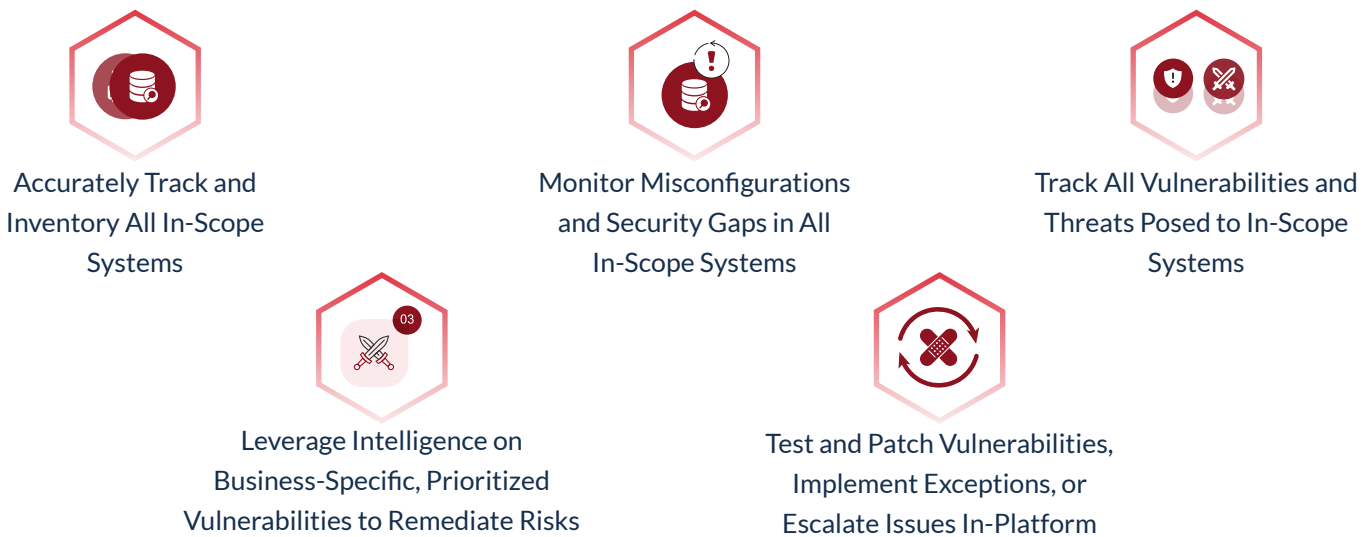 Accurately Track and
Inventory All In-Scope
Systems
!
Monitor Misconfigurations
and Security Gaps in All
In-Scope Systems
!
Track All Vulnerabilities and
Threats Posed to In-Scope
Systems
03
Leverage Intelligence on
Business-Specific, Prioritized
Vulnerabilities to Remediate Risks
Test and Patch Vulnerabilities,
Implement Exceptions, or
Escalate Issues In-Platform